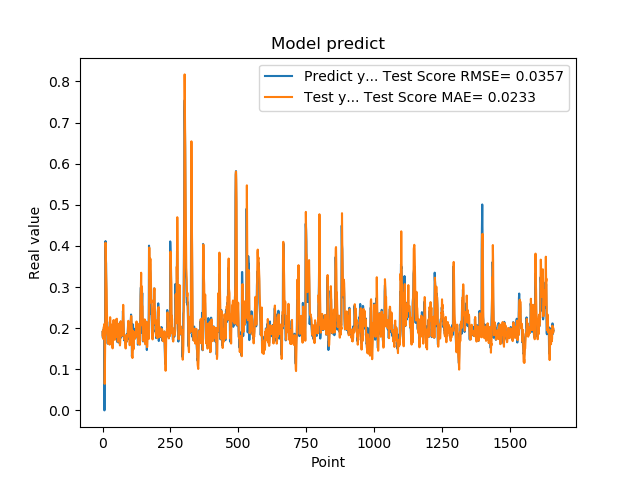 Model predict
Predict y... Test Score RMSE= 0.0357
Test y... Test Score MAE= 0.0233
Real value
0.8
0.7
0.6
0.5
0.4
0.3
0.2
0.1
0.0
0 250 500 750 1000 1250 1500
Point